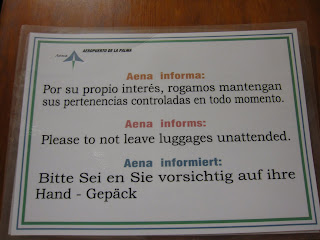 Aena
AEROPUERTO DE LA PALMA
Aena informa:
Por su propio interés, rogamos mantengan
sus pertenencias controladas en todo momento.
Aena informs:
Please to not leave luggages unattended.
Aena informiert:
Bitte Sei en Sie vorsichtig auf ihre
Hand - Gepäck